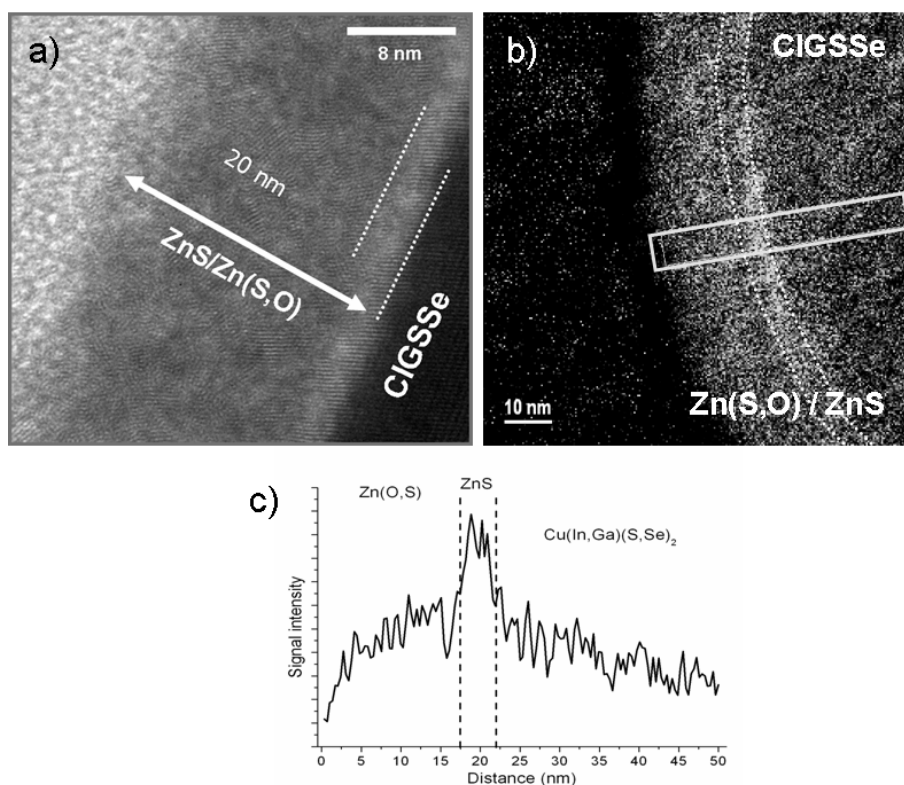 a)
8 nm
20 nm
ZnS/Zn(S,O)
CIGSSe
b)
CIGSSe
Zn(S,O) / ZnS
10 nm
c)
Zn(O,S)
ZnS
Cu(In,Ga)(S,Se)₂
Signal intensity
0 5 10 15 20 25 30 35 40 45 50
Distance (nm)